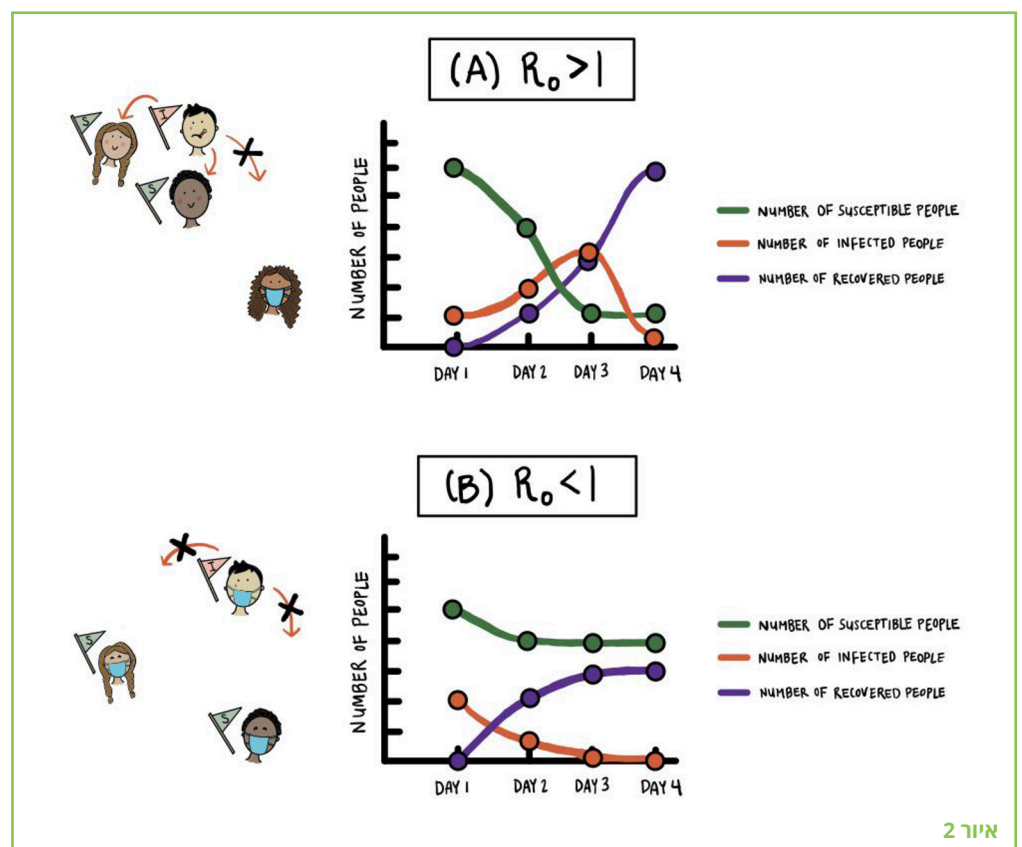 (A) R₀>1
S
I
S
NUMBER OF PEOPLE
DAY 1 DAY 2 DAY 3 DAY 4
NUMBER OF SUSCEPTIBLE PEOPLE
NUMBER OF INFECTED PEOPLE
NUMBER OF RECOVERED PEOPLE
(B) R₀<1
I
S
S
NUMBER OF PEOPLE
DAY 1 DAY 2 DAY 3 DAY 4
NUMBER OF SUSCEPTIBLE PEOPLE
NUMBER OF INFECTED PEOPLE
NUMBER OF RECOVERED PEOPLE
איור 2